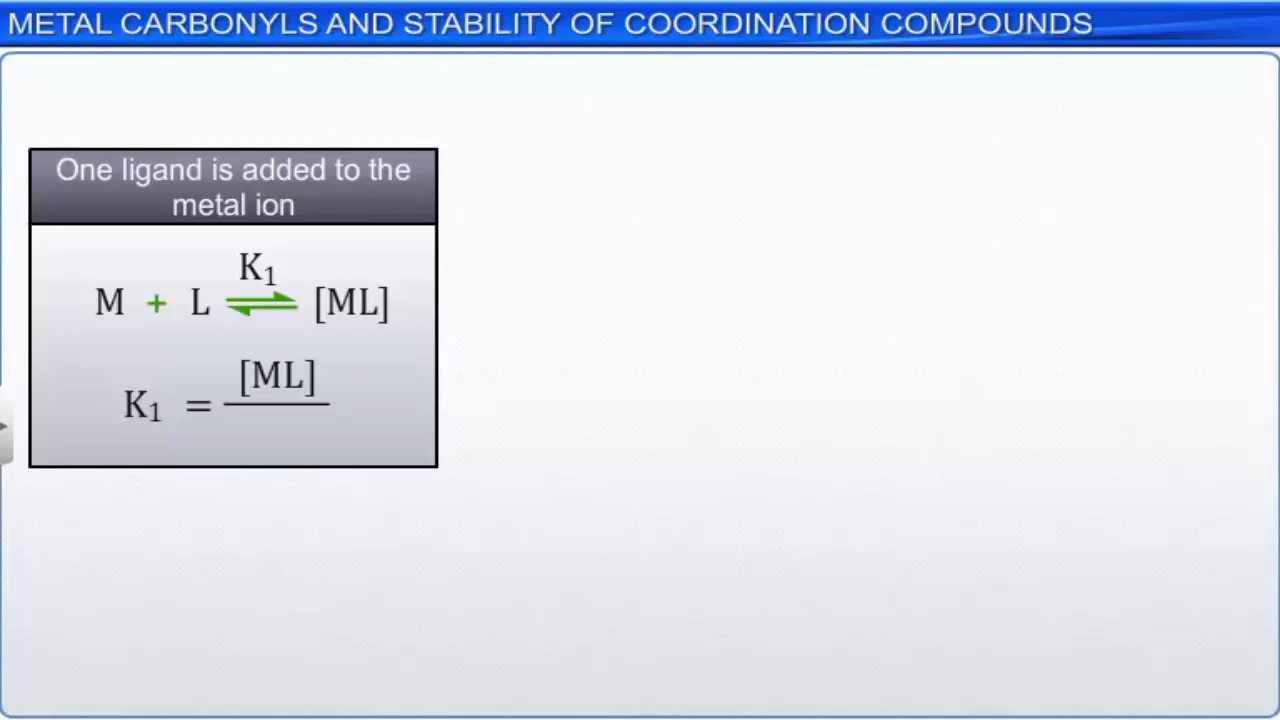 METAL CARBONYLS AND STABILITY OF COORDINATION COMPOUNDS
One ligand is added to the
metal ion
K₁
M + L ⇌ [ML]
[ML]
K₁ =